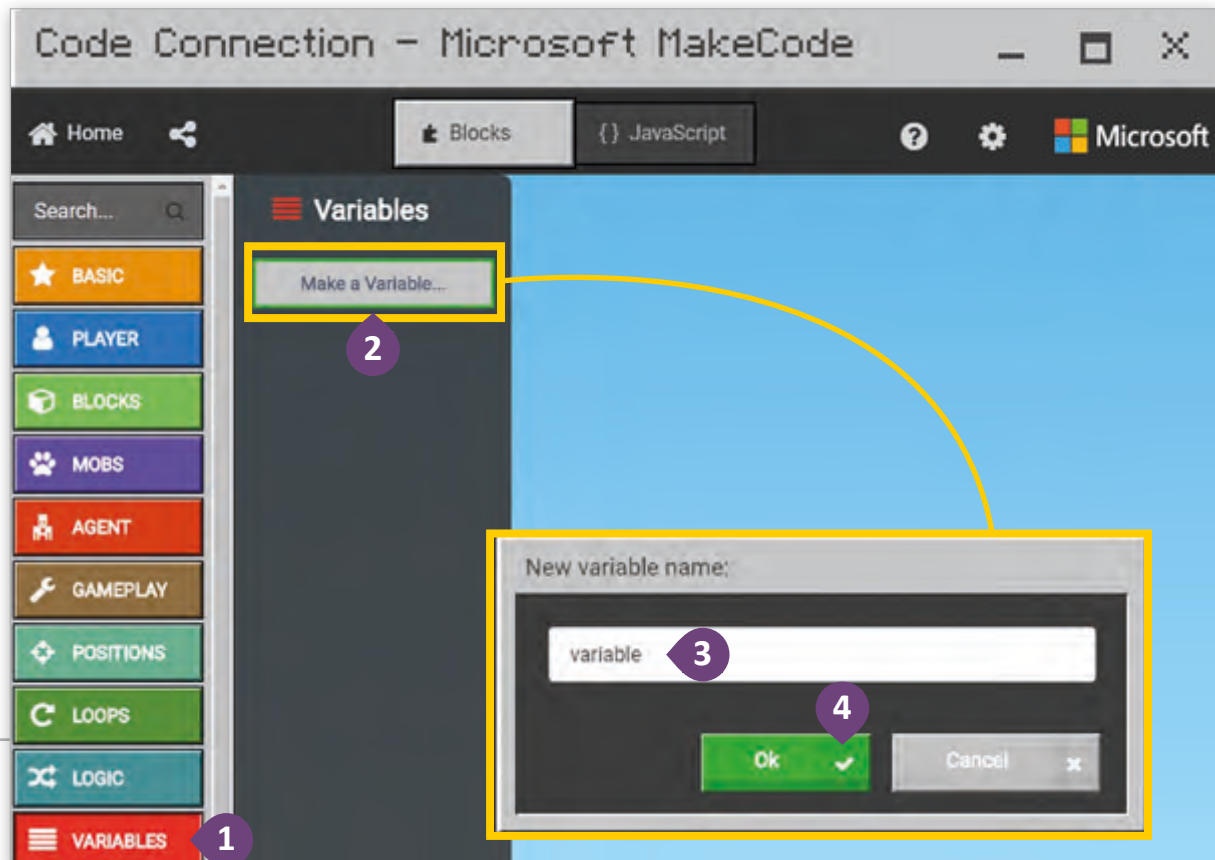 Code Connection - Microsoft MakeCode
Home
Blocks
{} JavaScript
Microsoft
Search...
Variables
BASIC
Make a Variable...
2
PLAYER
BLOCKS
MOBS
AGENT
New variable name:
GAMEPLAY
variable
3
POSITIONS
4
LOOPS
Ok
Cancel
LOGIC
VARIABLES
1